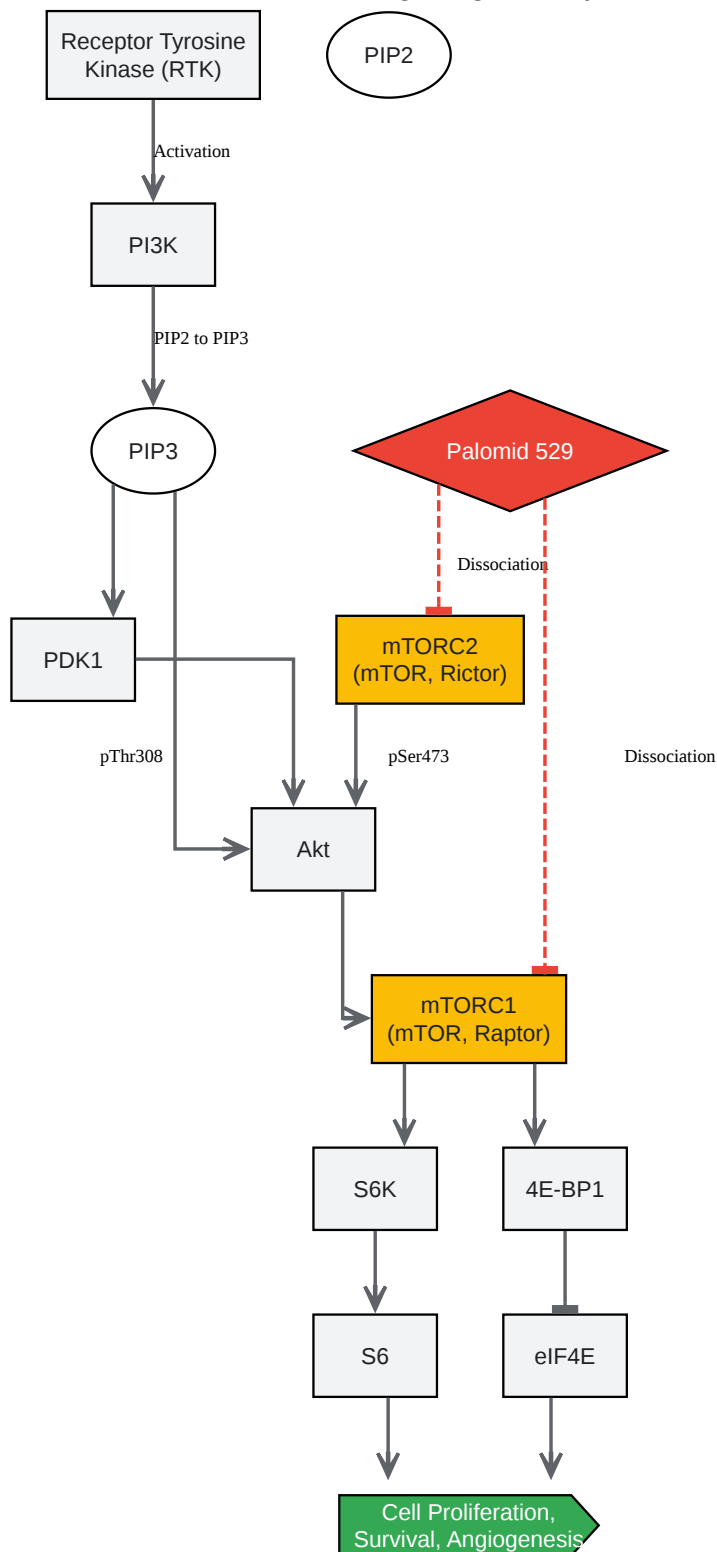 Receptor Tyrosine
Kinase (RTK)
PIP2
Activation
PI3K
PIP2 to PIP3
PIP3
Palomid 529
Dissociation
mTORC2
(mTOR, Rictor)
PDK1
pThr308
pSer473
Dissociation
Akt
mTORC1
(mTOR, Raptor)
S6K
4E-BP1
S6
eIF4E
Cell Proliferation,
Survival, Angiogenesis